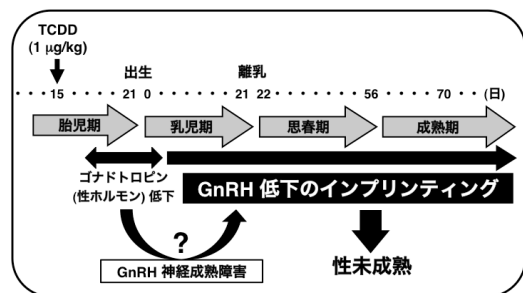 TCDD
(1 μg/kg)
出生
離乳
・・・・15・・・・・・21 0・・・・・・・・21 22・・・・・・・・56・・・・・70・・・(日)
胎児期
乳児期
思春期
成熟期
ゴナドトロピン
(性ホルモン) 低下
GnRH 低下のインプリンティング
?
GnRH 神経成熟障害
性未成熟